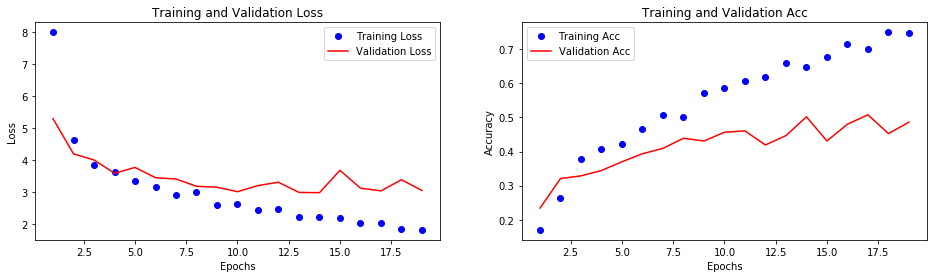 Training and Validation Loss
8
7
6
5
4
3
2
Loss
Training Loss
Validation Loss
2.5 5.0 7.5 10.0 12.5 15.0 17.5
Epochs
Training and Validation Acc
0.7
0.6
0.5
0.4
0.3
0.2
Accuracy
Training Acc
Validation Acc
2.5 5.0 7.5 10.0 12.5 15.0 17.5
Epochs